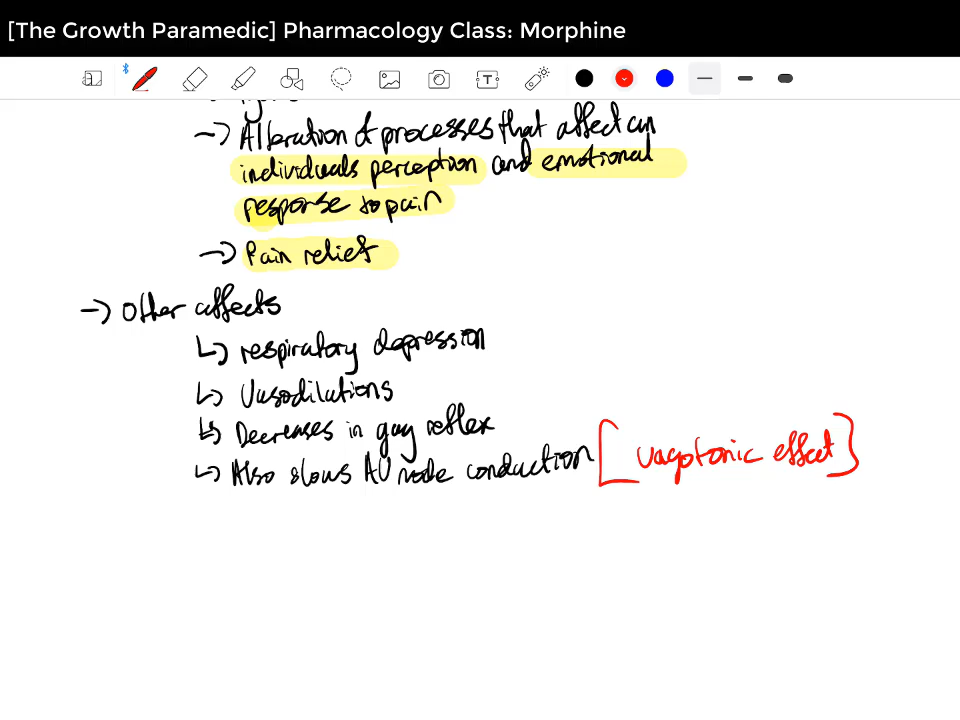 [The Growth Paramedic] Pharmacology Class: Morphine
→ Alteration of processes that affect an
individuals perception and emotional
response to pain
→ Pain relief
→ Other affects
↳ respiratory depression
↳ Vasodilations
↳ Decreases in gag reflex
↳ Also slows AV node conduction [vagotonic effect]